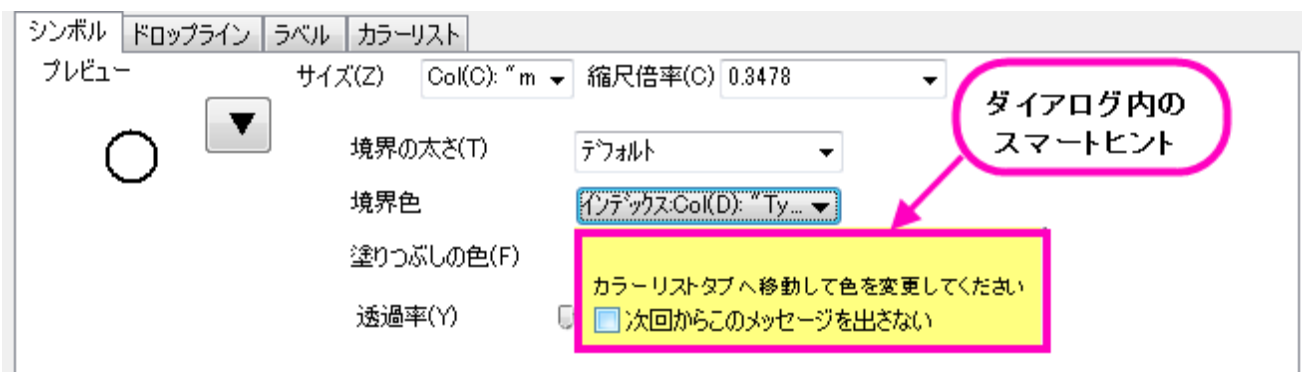 シンボル ドロップライン ラベル カラーリスト
プレビュー サイズ(Z) Col(C): "m 縮尺倍率(C) 0.3478
ダイアログ内の
スマートヒント
境界の太さ(T) デフォルト
境界色 インデックス:Col(D): "Ty...
塗りつぶしの色(F)
カラーリストタブへ移動して色を変更してください
透過率(Y) 次回からこのメッセージを出さない